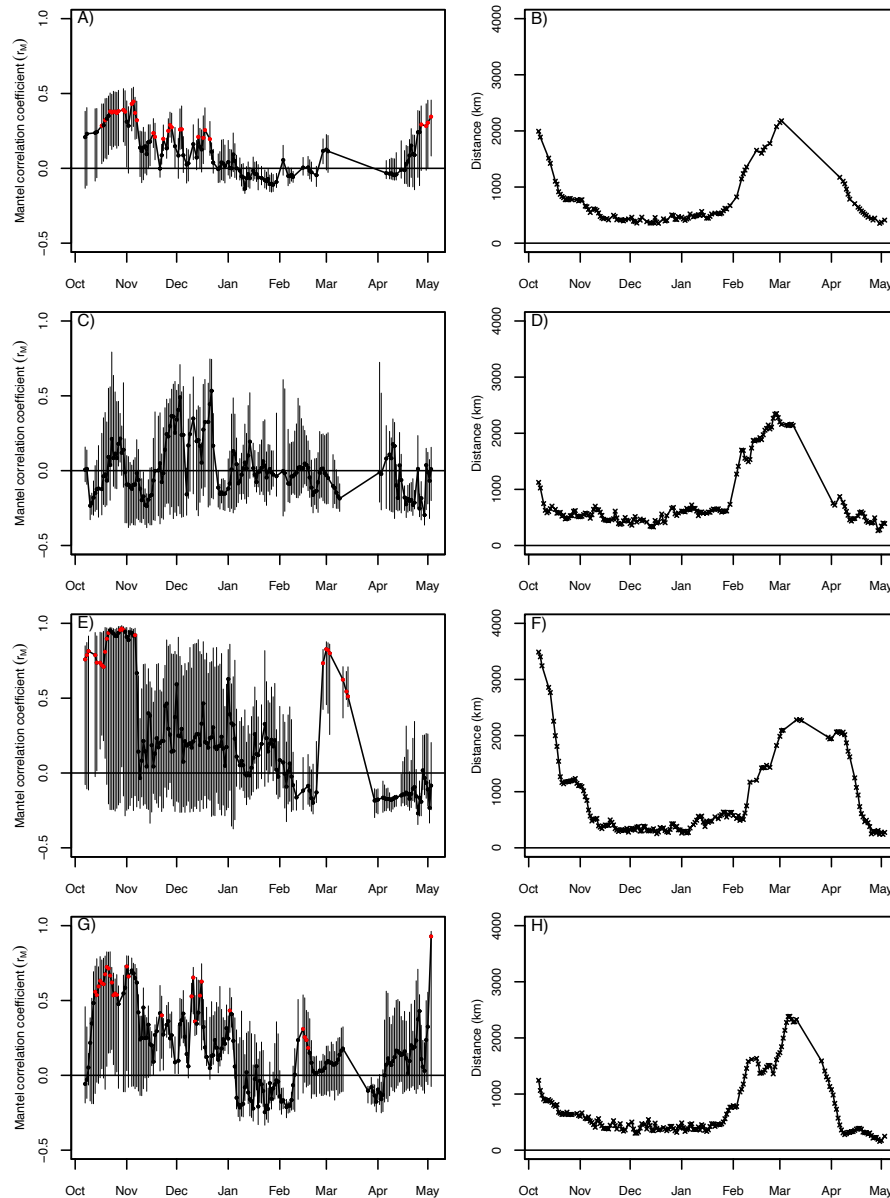 A)
Mantel correlation coefficient (rM)
1.0
0.5
0.0
−0.5
Oct Nov Dec Jan Feb Mar Apr May
B)
Distance (km)
4000
3000
2000
1000
0
Oct Nov Dec Jan Feb Mar Apr May
C)
Mantel correlation coefficient (rM)
1.0
0.5
0.0
−0.5
Oct Nov Dec Jan Feb Mar Apr May
D)
Distance (km)
4000
3000
2000
1000
0
Oct Nov Dec Jan Feb Mar Apr May
E)
Mantel correlation coefficient (rM)
1.0
0.5
0.0
−0.5
Oct Nov Dec Jan Feb Mar Apr May
F)
Distance (km)
4000
3000
2000
1000
0
Oct Nov Dec Jan Feb Mar Apr May
G)
Mantel correlation coefficient (rM)
1.0
0.5
0.0
−0.5
Oct Nov Dec Jan Feb Mar Apr May
H)
Distance (km)
4000
3000
2000
1000
0
Oct Nov Dec Jan Feb Mar Apr May